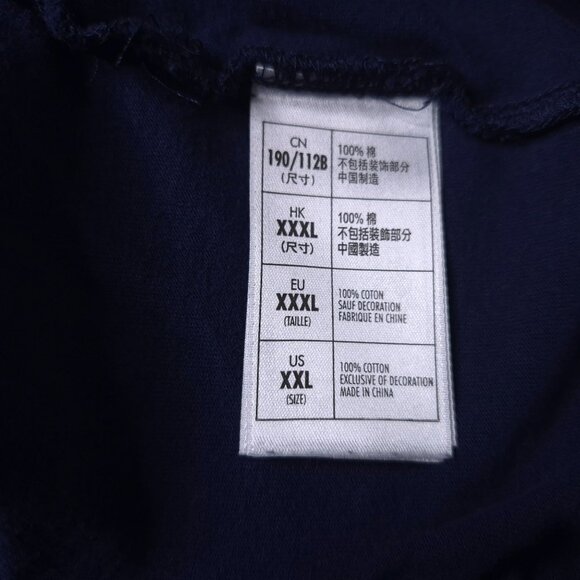 CN
190/112B
(尺寸)
100% 棉
不包括装饰部分
中国制造
HK
XXXL
(尺寸)
100% 棉
不包括裝飾部分
中國製造
EU
XXXL
(TAILLE)
100% COTON
SAUF DECORATION
FABRIQUE EN CHINE
US
XXL
(SIZE)
100% COTTON
EXCLUSIVE OF DECORATION
MADE IN CHINA